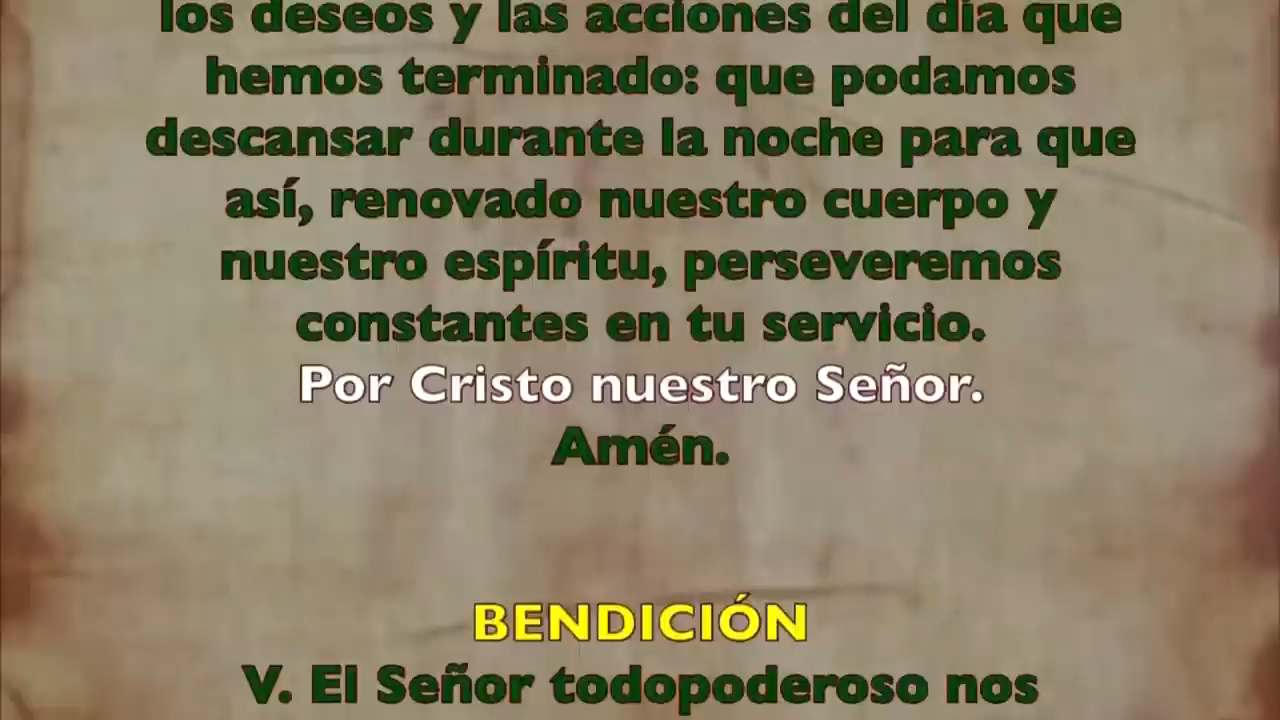 los deseos y las acciones del día que
hemos terminado: que podamos
descansar durante la noche para que
así, renovado nuestro cuerpo y
nuestro espíritu, perseveremos
constantes en tu servicio.
Por Cristo nuestro Señor.
Amén.
BENDICIÓN
V. El Señor todopoderoso nos